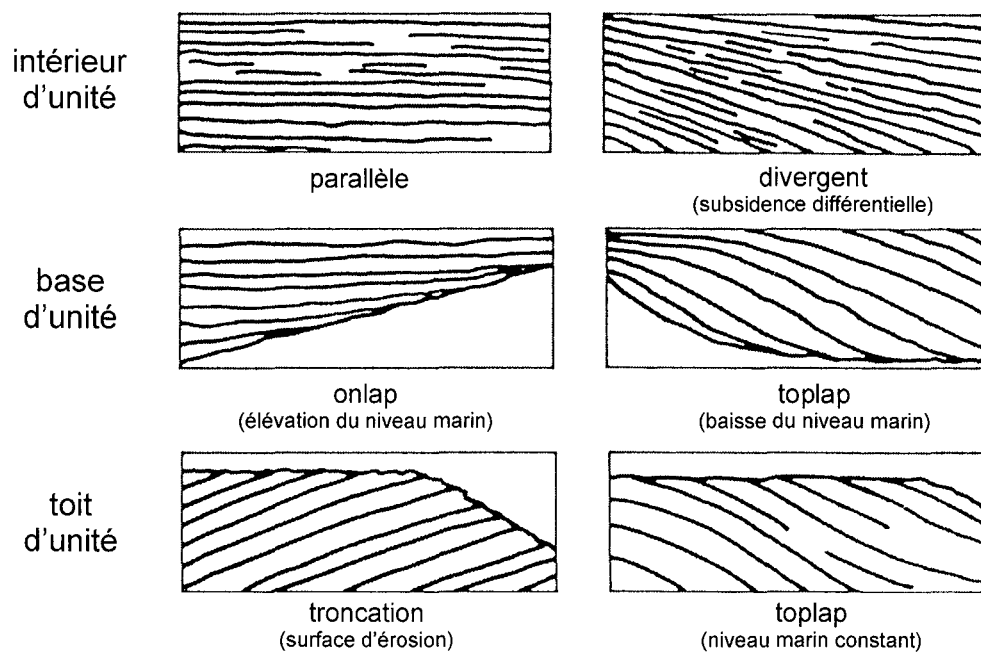 intérieur
d'unité
parallèle
divergent
(subsidence différentielle)
base
d'unité
onlap
(élévation du niveau marin)
toplap
(baisse du niveau marin)
toit
d'unité
troncation
(surface d'érosion)
toplap
(niveau marin constant)